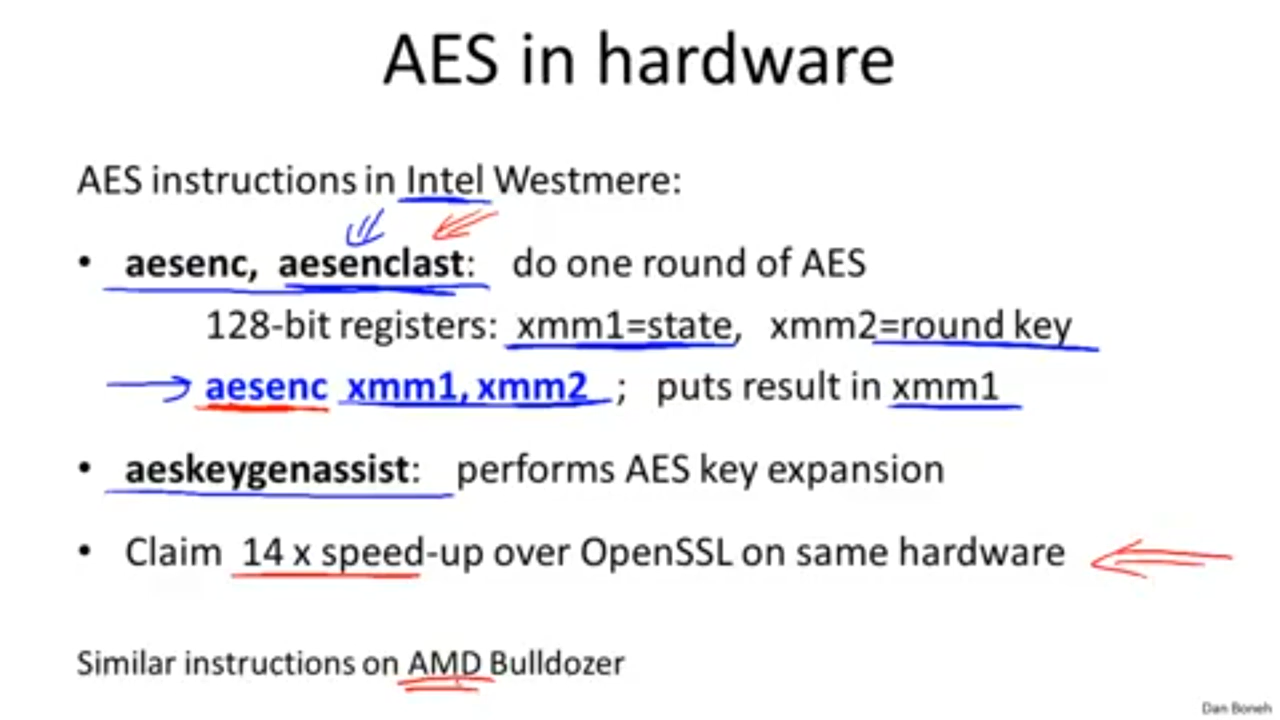 AES in hardware
AES instructions in Intel Westmere:
• aesenc, aesenclast: do one round of AES
128-bit registers: xmm1=state, xmm2=round key
aesenc xmm1, xmm2 ; puts result in xmm1
• aeskeygenassist: performs AES key expansion
• Claim 14 x speed-up over OpenSSL on same hardware
Similar instructions on AMD Bulldozer
Dan Boneh